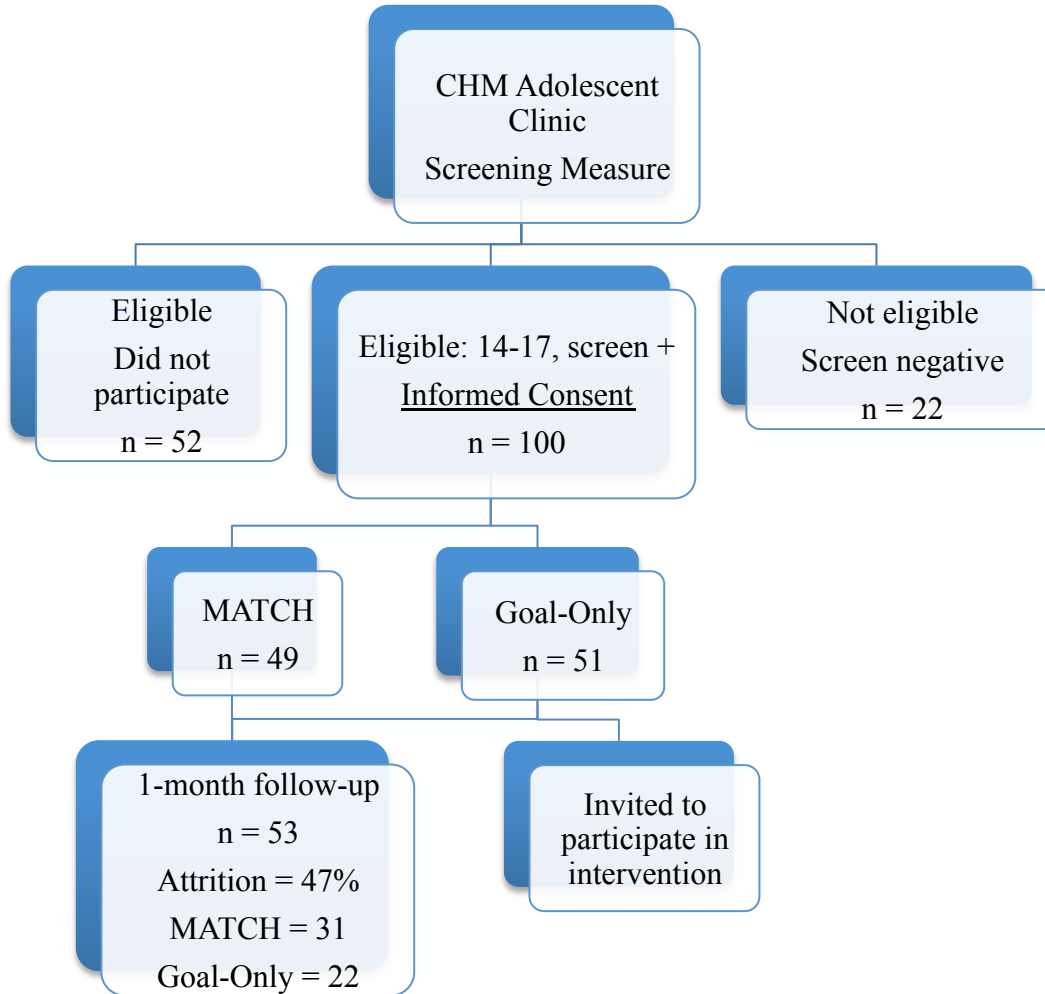 CHM Adolescent
Clinic
Screening Measure
Eligible
Did not
participate
n = 52
Eligible: 14-17, screen +
Informed Consent
n = 100
Not eligible
Screen negative
n = 22
MATCH
n = 49
Goal-Only
n = 51
1-month follow-up
n = 53
Attrition = 47%
MATCH = 31
Goal-Only = 22
Invited to
participate in
intervention